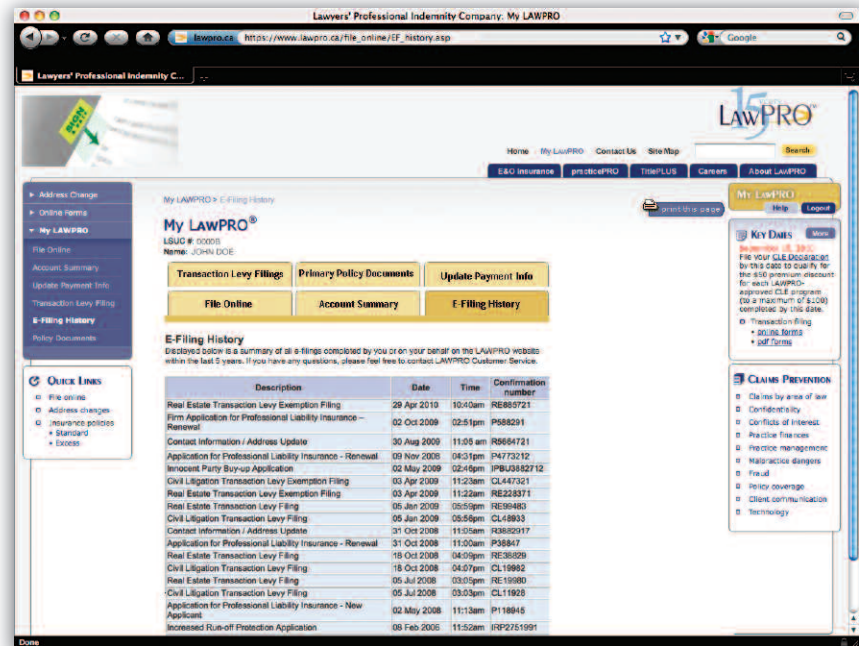 Lawyers' Professional Indemnity Company: My LAWPRO
lawpro.ca https://www.lawpro.ca/file_online/EF_history.asp
Google
Lawyers' Professional Indemnity C...
SIGN
15
LAWPRO
Home My LAWPRO Contact Us Site Map
Search
E&O insurance practicePRO TitlePLUS Careers About LAWPRO
Address Change
Online Forms
My LAWPRO
File Online
Account Summary
Update Payment Info
Transaction Levy Filing
E-Filing History
Policy Documents
QUICK LINKS
File online
Address changes
Insurance policies
Standard
Excess
My LAWPRO > E-Filing History
print this page
My LAWPRO®
LSUC #: 00008
Name: JOHN DOE
Transaction Levy Filings Primary Policy Documents Update Payment Info
File Online Account Summary E-Filing History
E-Filing History
Displayed below is a summary of all e-filings completed by you or on your behalf on the LAWPRO website
within the last 5 years. If you have any questions, please feel free to contact LAWPRO Customer Service.
Description Date Time Confirmation number
Real Estate Transaction Levy Exemption Filing 29 Apr 2010 10:40am RE885721
Firm Application for Professional Liability Insurance – Renewal 02 Oct 2009 02:51pm P588291
Contact Information / Address Update 30 Aug 2009 11:06 am R5664721
Application for Professional Liability Insurance - Renewal 09 Nov 2008 04:31pm P4773212
Innocent Party Buy-up Application 02 May 2009 02:46pm IPBU3882712
Civil Litigation Transaction Levy Exemption Filing 03 Apr 2009 11:23am CL447321
Real Estate Transaction Levy Exemption Filing 03 Apr 2009 11:22am RE228371
Real Estate Transaction Levy Filing 05 Jan 2009 05:59pm RE99483
Civil Litigation Transaction Levy Filing 05 Jan 2009 05:56pm CL48933
Contact Information / Address Update 31 Oct 2008 11:05am R3882917
Application for Professional Liability Insurance - Renewal 31 Oct 2008 11:00am P38847
Real Estate Transaction Levy Filing 18 Oct 2008 04:09pm RE38829
Civil Litigation Transaction Levy Filing 18 Oct 2008 04:07pm CL19982
Real Estate Transaction Levy Filing 05 Jul 2008 03:05pm RE19980
Civil Litigation Transaction Levy Filing 05 Jul 2008 03:03pm CL11928
Application for Professional Liability Insurance - New Applicant 02 May 2008 11:13am P118945
Increased Run-off Protection Application 08 Feb 2006 11:52am IRP2751991
MY LAWPRO
Help Logout
KEY DATES More
September 15,
File your CLE Declaration
by this date to qualify for
the $50 premium discount
for each LAWPRO-
approved CLE program
(to a maximum of $100)
completed by this date.
Transaction filing
online forms
pdf forms
CLAIMS PREVENTION
Claims by area of law
Confidentiality
Conflicts of interest
Practice finances
Practice management
Malpractice dangers
Fraud
Policy coverage
Client communication
Technology
Done